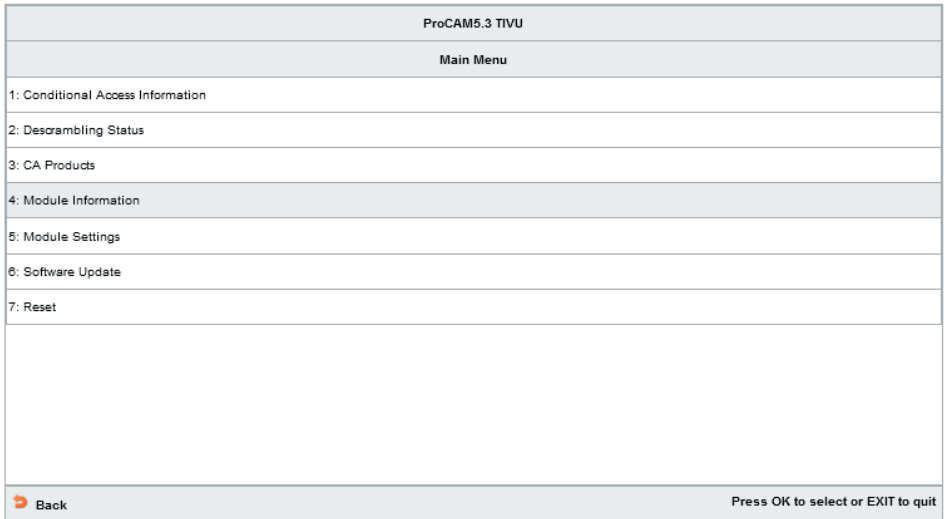 ProCAM5.3 TIVU
Main Menu
1: Conditional Access Information
2: Descrambling Status
3: CA Products
4: Module Information
5: Module Settings
6: Software Update
7: Reset
Back
Press OK to select or EXIT to quit